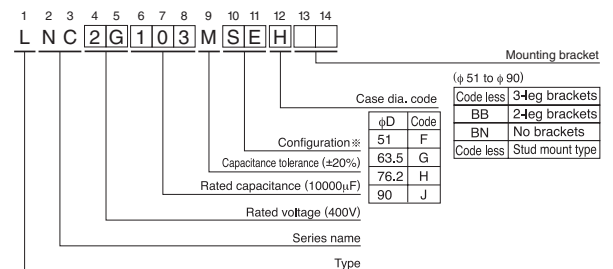 1 2 3 4 5 6 7 8 9 10 11 12 13 14
L N C 2 G 1 0 3 M S E H
Mounting bracket
(φ 51 to φ 90)
Code less 3-leg brackets
BB 2-leg brackets
BN No brackets
Code less Stud mount type
Case dia. code
φD Code
51 F
63.5 G
76.2 H
90 J
Configuration※
Capacitance tolerance (±20%)
Rated capacitance (10000μF)
Rated voltage (400V)
Series name
Type